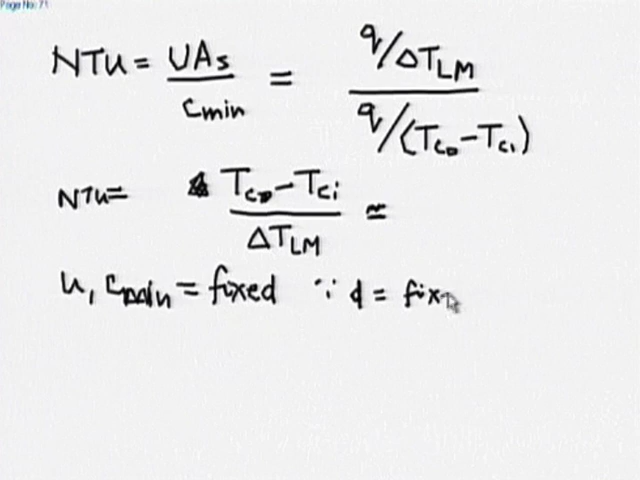 Page No: 71
NTU = UAs / Cmin = q/ΔTLM / q/(Tco-Tci)
NTU = Tco-Tci / ΔTLM ≃
U, Cmin = fixed ∵ d = fix